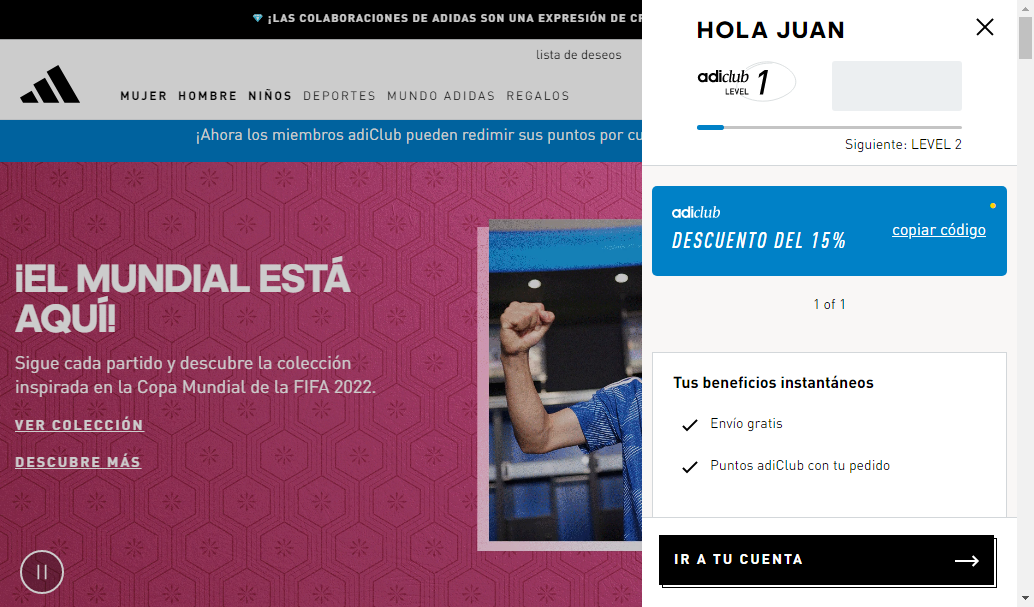 ¡LAS COLABORACIONES DE ADIDAS SON UNA EXPRESIÓN DE
lista de deseos
MUJER HOMBRE NIÑOS DEPORTES MUNDO ADIDAS REGALOS
¡Ahora los miembros adiClub pueden redimir sus puntos por
¡EL MUNDIAL ESTÁ
AQUÍ!
Sigue cada partido y descubre la colección
inspirada en la Copa Mundial de la FIFA 2022.
VER COLECCIÓN
DESCUBRE MÁS
HOLA JUAN
adiclub
LEVEL 1
Siguiente: LEVEL 2
adiclub
DESCUENTO DEL 15%
copiar código
1 of 1
Tus beneficios instantáneos
Envío gratis
Puntos adiClub con tu pedido
IR A TU CUENTA